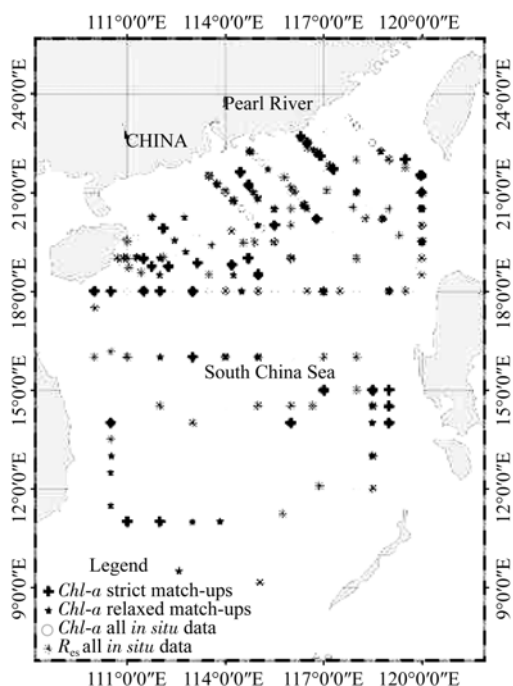 111°0′0″E 114°0′0″E 117°0′0″E 120°0′0″E
24°0′0″E
21°0′0″E
18°0′0″E
15°0′0″E
12°0′0″E
9°0′0″E
Pearl River
CHINA
South China Sea
Legend
Chl-a strict match-ups
Chl-a relaxed match-ups
Chl-a all in situ data
Res all in situ data
24°0′0″E
21°0′0″E
18°0′0″E
15°0′0″E
12°0′0″E
9°0′0″E
111°0′0″E 114°0′0″E 117°0′0″E 120°0′0″E